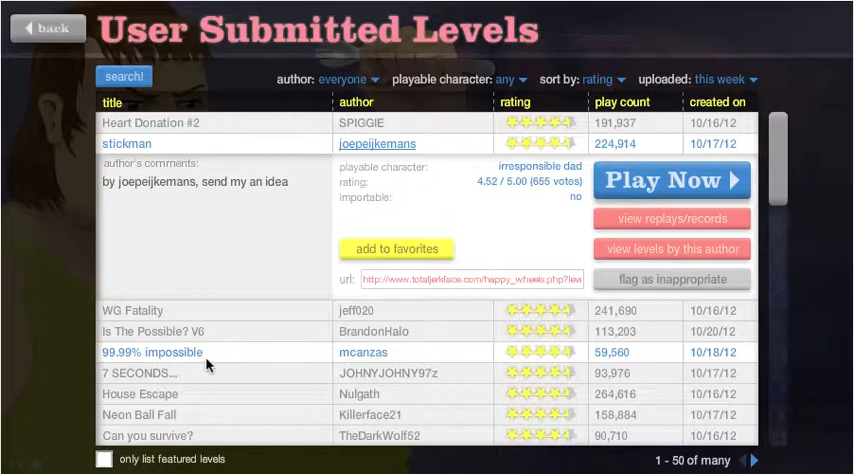 back
User Submitted Levels
search!
author: everyone playable character: any sort by: rating uploaded: this week
title author rating play count created on
Heart Donation #2 SPIGGIE 191,937 10/16/12
stickman joepeijkemans 224,914 10/17/12
author's comments:
by joepeijkemans, send my an idea
playable character: irresponsible dad
rating: 4.52 / 5.00 (655 votes)
importable: no
Play Now
view replays/records
add to favorites
view levels by this author
url: http://www.totaljerkface.com/happy_wheels.php?lev
flag as inappropriate
WG Fatality jeff020 241,690 10/16/12
Is The Possible? V6 BrandonHalo 113,203 10/20/12
99.99% impossible mcanzas 59,560 10/18/12
7 SECONDS... JOHNYJOHNY97z 93,976 10/17/12
House Escape Nulgath 264,616 10/16/12
Neon Ball Fall Killerface21 158,884 10/17/12
Can you survive? TheDarkWolf52 90,710 10/16/12
only list featured levels
1 - 50 of many